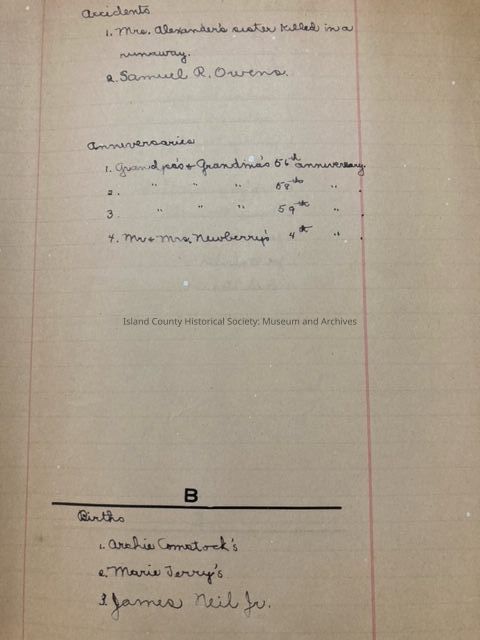 Accidents
1. Mrs. Alexander's sister killed in a
runaway.
2. Samuel R. Owens.
Anniversaries
1. Grandpa's & Grandma's 56th anniversary.
2. " " " 58th " .
3. " " " 59th " .
4. Mr & Mrs. Newberry's 4th " .
Island County Historical Society: Museum and Archives
B
Births
1. Archie Comstock's
2. Marie Terry's
3. James Neil Jr.